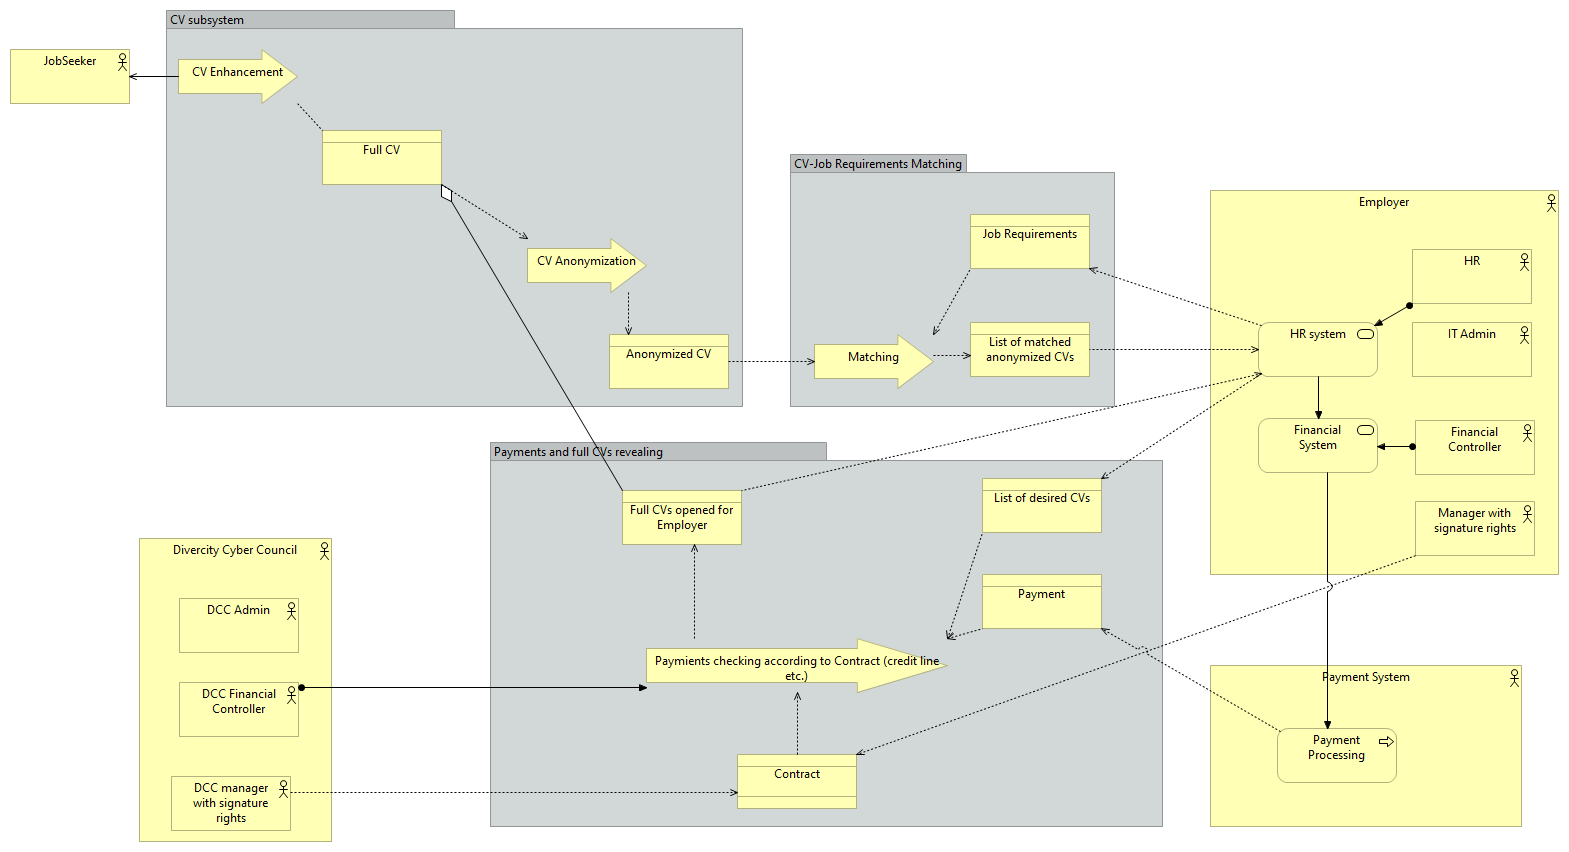 CV subsystem
JobSeeker
CV Enhancement
Full CV
CV Anonymization
Anonymized CV
CV-Job Requirements Matching
Job Requirements
Matching
List of matched
anonymized CVs
Employer
HR
HR system
IT Admin
Financial
System
Financial
Controller
Manager with
signature rights
Payments and full CVs revealing
Full CVs opened for
Employer
List of desired CVs
Payment
Paymients checking according to Contract (credit line
etc.)
Contract
Divercity Cyber Council
DCC Admin
DCC Financial
Controller
DCC manager
with signature
rights
Payment System
Payment
Processing